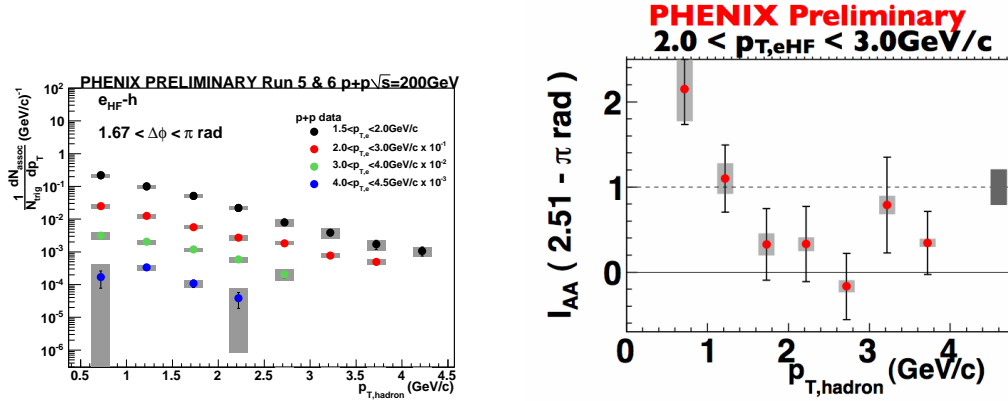 PHENIX PRELIMINARY Run 5 & 6 p+p√s=200GeV
e_HF-h
1.67 < Δϕ < π rad
p+p data
1.5<p_T,e<2.0GeV/c
2.0<p_T,e<3.0GeV/c x 10^-1
3.0<p_T,e<4.0GeV/c x 10^-2
4.0<p_T,e<4.5GeV/c x 10^-3
1/N_trig dN_assoc/dp_T (GeV/c)^-1
10^2
10
1
10^-1
10^-2
10^-3
10^-4
10^-5
10^-6
0.5 1 1.5 2 2.5 3 3.5 4 4.5
p_T,hadron (GeV/c)
PHENIX Preliminary
2.0 < p_T,eHF < 3.0GeV/c
I_AA ( 2.51 - π rad )
2
1
0
0 1 2 3 4
p_T,hadron (GeV/c)